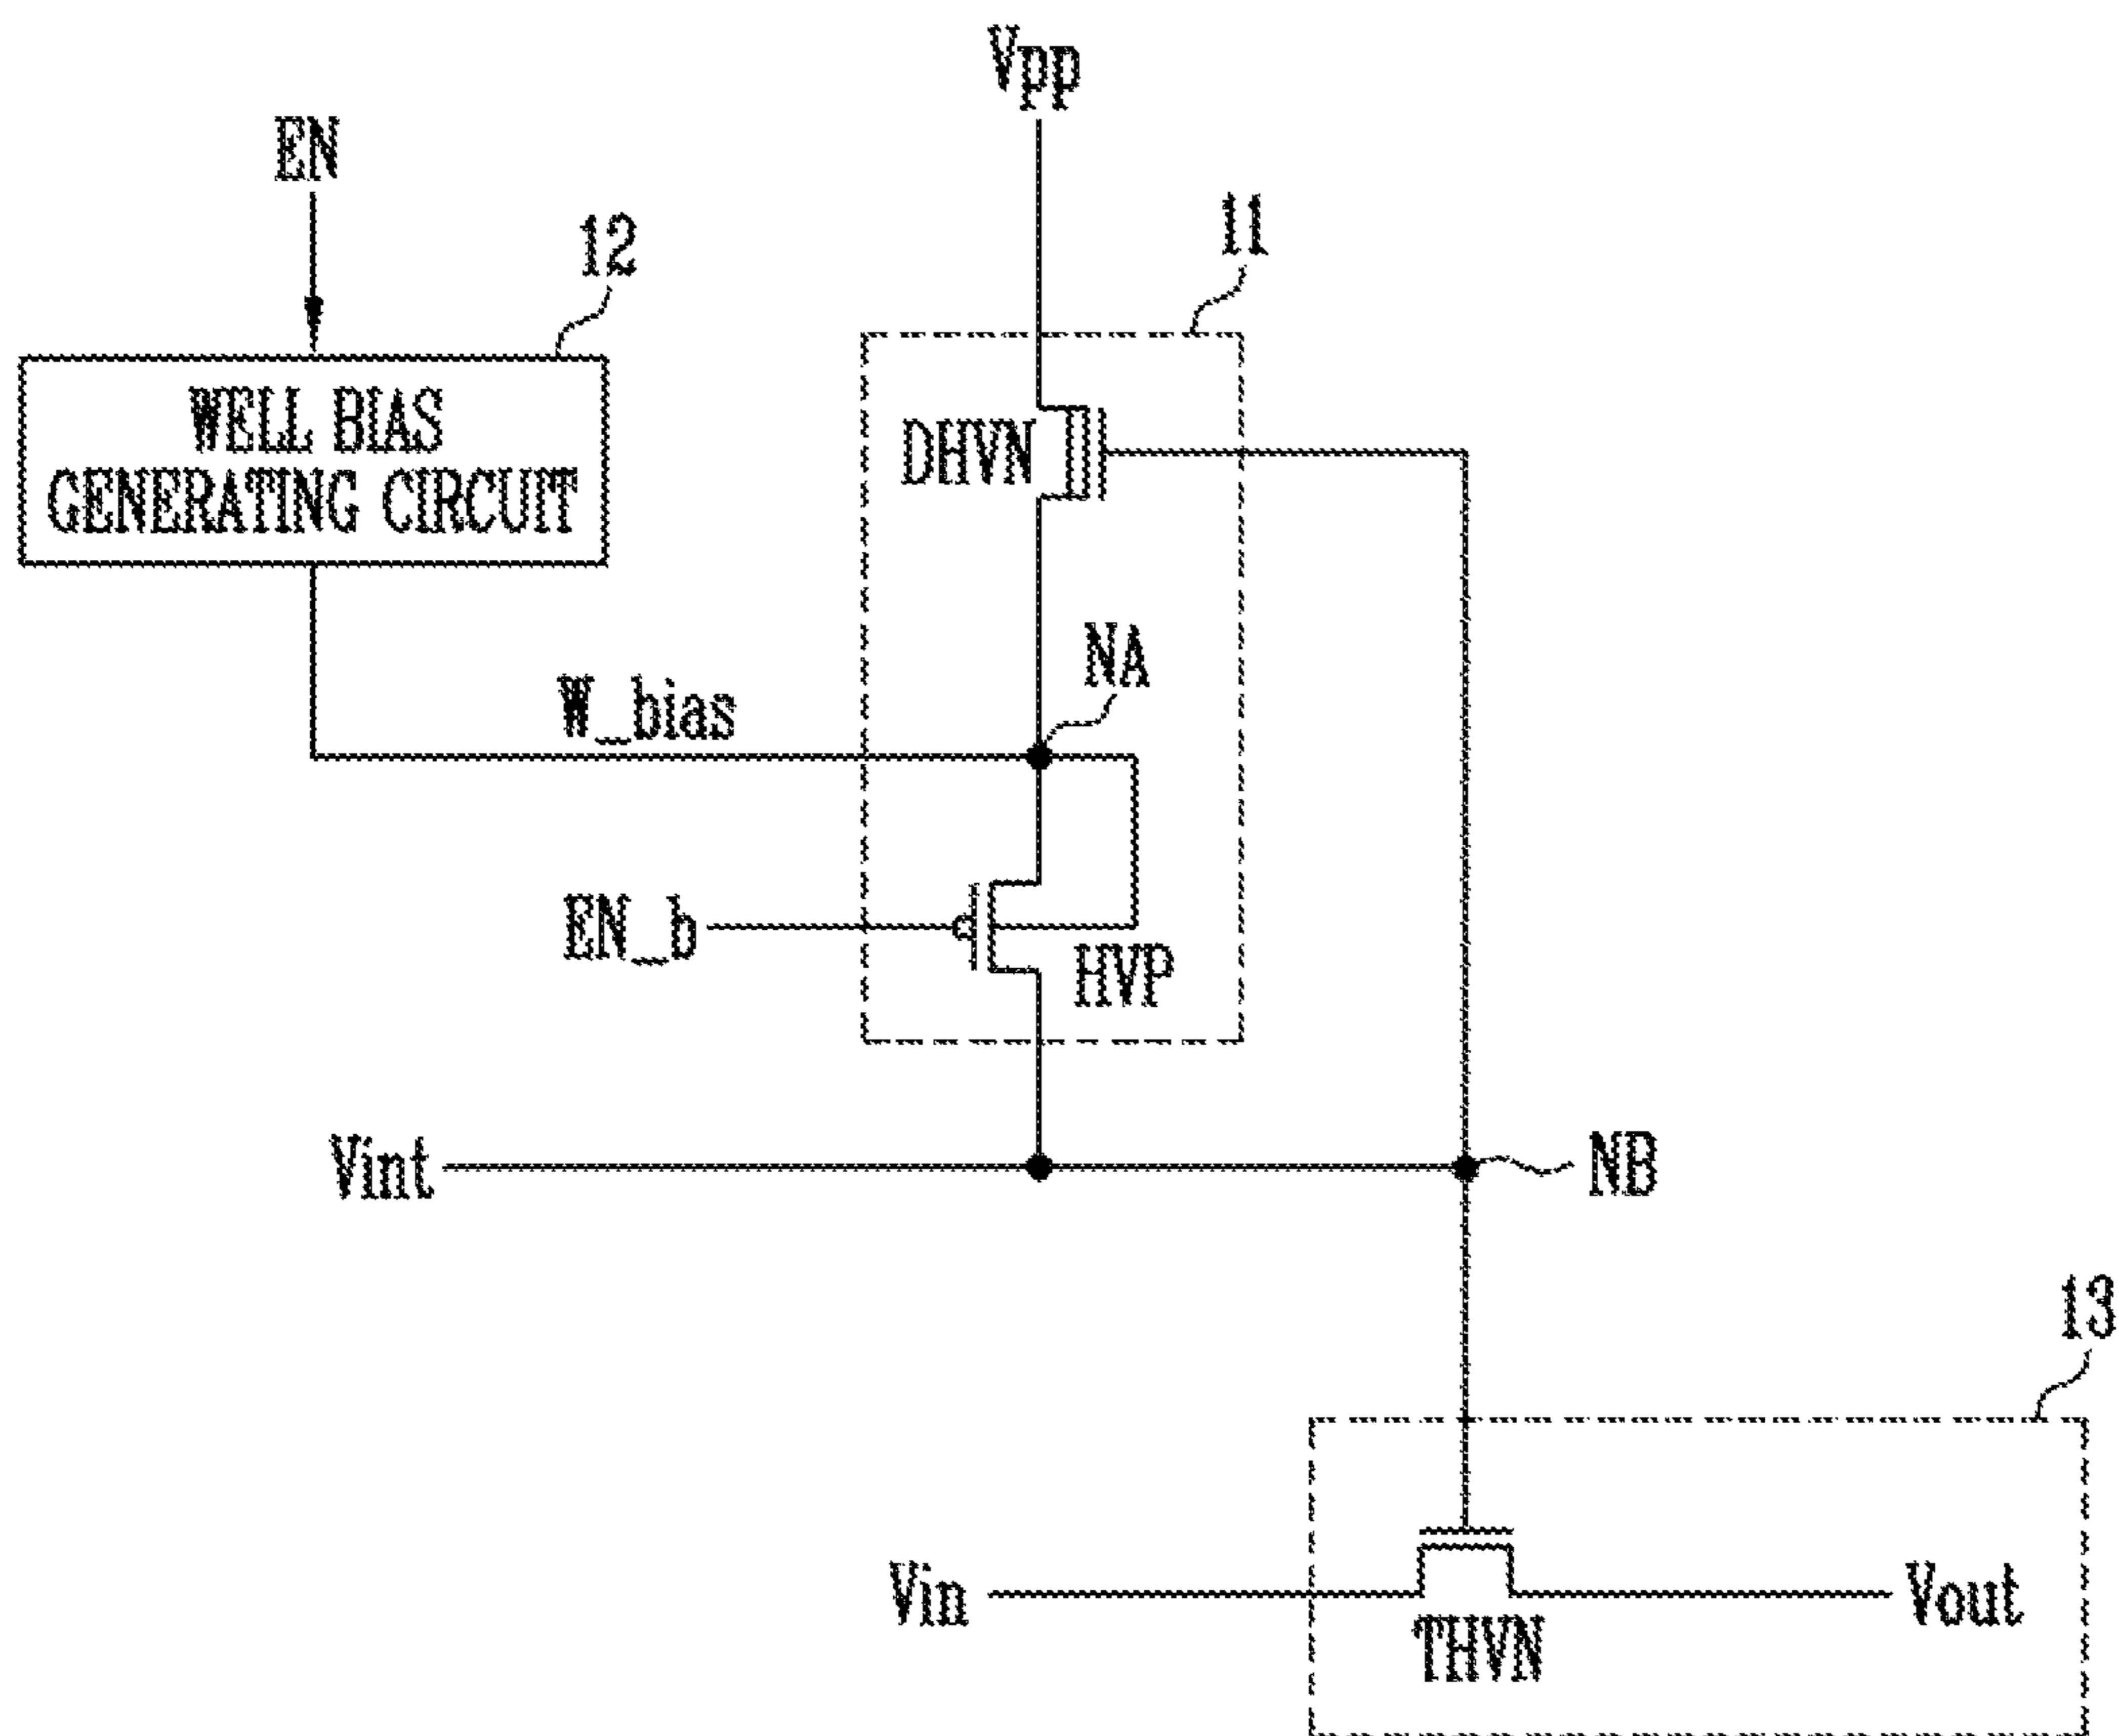 Vpp
EN
12
11
WELL BIAS
GENERATING CIRCUIT
DHVN
NA
W_bias
EN_b
HVP
Vint
NB
13
Vin
Vout
THVN